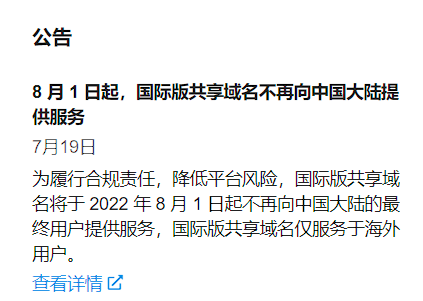 公告
8 月 1 日起，国际版共享域名不再向中国大陆提
供服务
7月19日
为履行合规责任，降低平台风险，国际版共享域
名将于 2022 年 8 月 1 日起不再向中国大陆的最
终用户提供服务，国际版共享域名仅服务于海外
用户。
查看详情